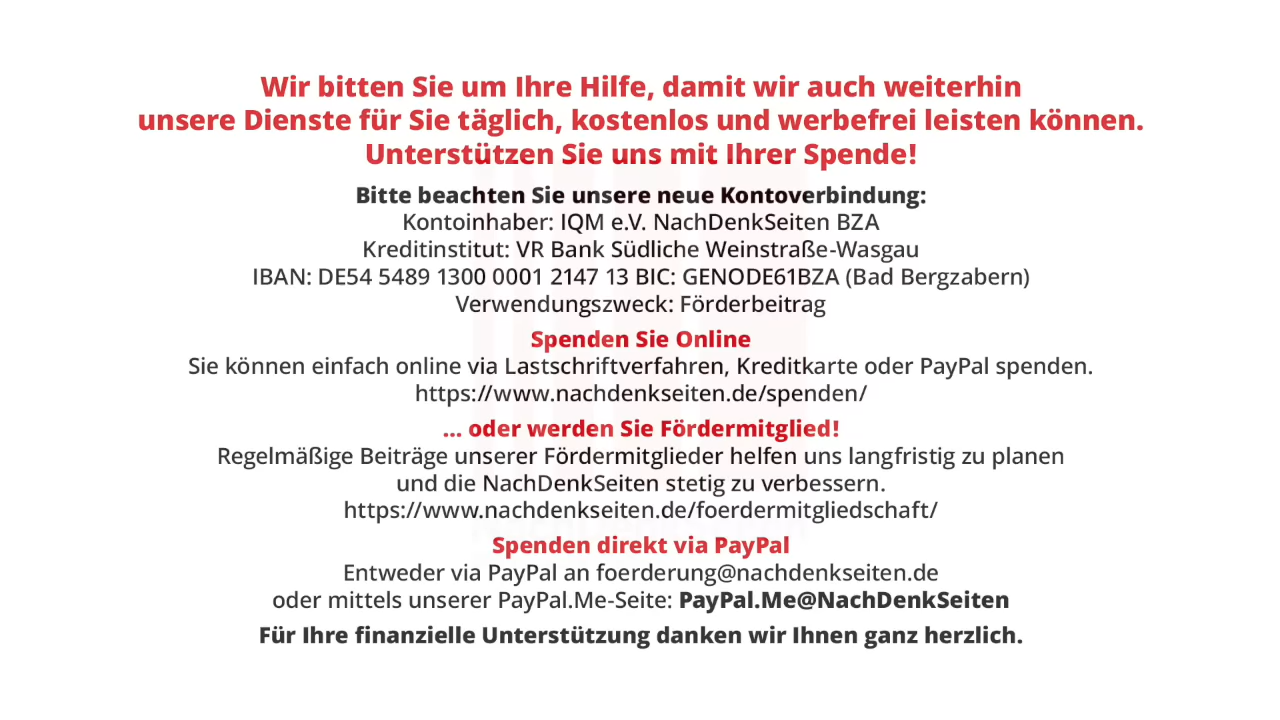 Wir bitten Sie um Ihre Hilfe, damit wir auch weiterhin
unsere Dienste für Sie täglich, kostenlos und werbefrei leisten können.
Unterstützen Sie uns mit Ihrer Spende!
Bitte beachten Sie unsere neue Kontoverbindung:
Kontoinhaber: IQM e.V. NachDenkSeiten BZA
Kreditinstitut: VR Bank Südliche Weinstraße-Wasgau
IBAN: DE54 5489 1300 0001 2147 13 BIC: GENODE61BZA (Bad Bergzabern)
Verwendungszweck: Förderbeitrag
Spenden Sie Online
Sie können einfach online via Lastschriftverfahren, Kreditkarte oder PayPal spenden.
https://www.nachdenkseiten.de/spenden/
... oder werden Sie Fördermitglied!
Regelmäßige Beiträge unserer Fördermitglieder helfen uns langfristig zu planen
und die NachDenkSeiten stetig zu verbessern.
https://www.nachdenkseiten.de/foerdermitgliedschaft/
Spenden direkt via PayPal
Entweder via PayPal an foerderung@nachdenkseiten.de
oder mittels unserer PayPal.Me-Seite: PayPal.Me@NachDenkSeiten
Für Ihre finanzielle Unterstützung danken wir Ihnen ganz herzlich.